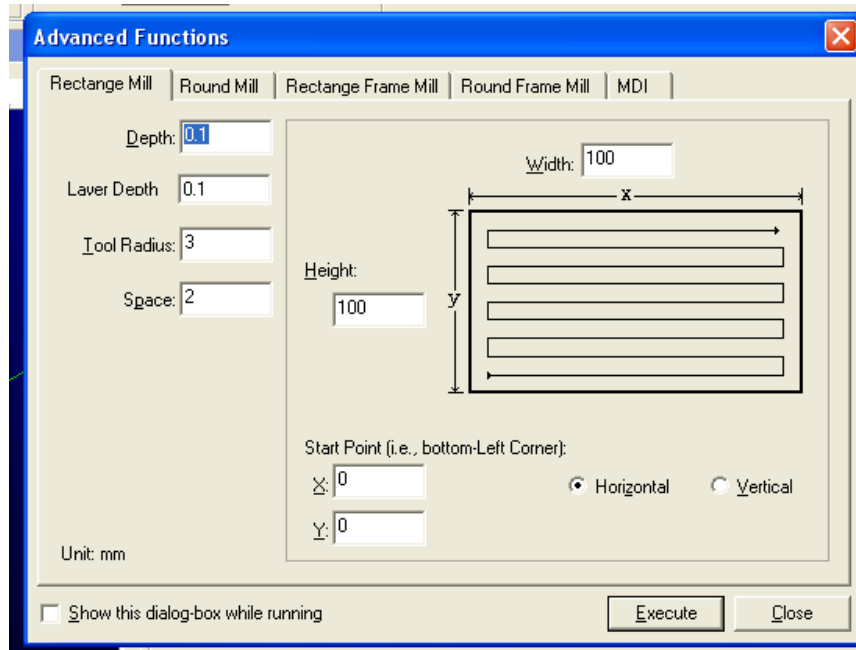 Advanced Functions
Rectange Mill Round Mill Rectange Frame Mill Round Frame Mill MDI
Depth: 0.1
Layer Depth 0.1
Tool Radius: 3
Space: 2
Width: 100
x
Height:
100
y
Start Point (i.e., bottom-Left Corner):
X: 0
Horizontal Vertical
Y: 0
Unit: mm
Show this dialog-box while running Execute Close